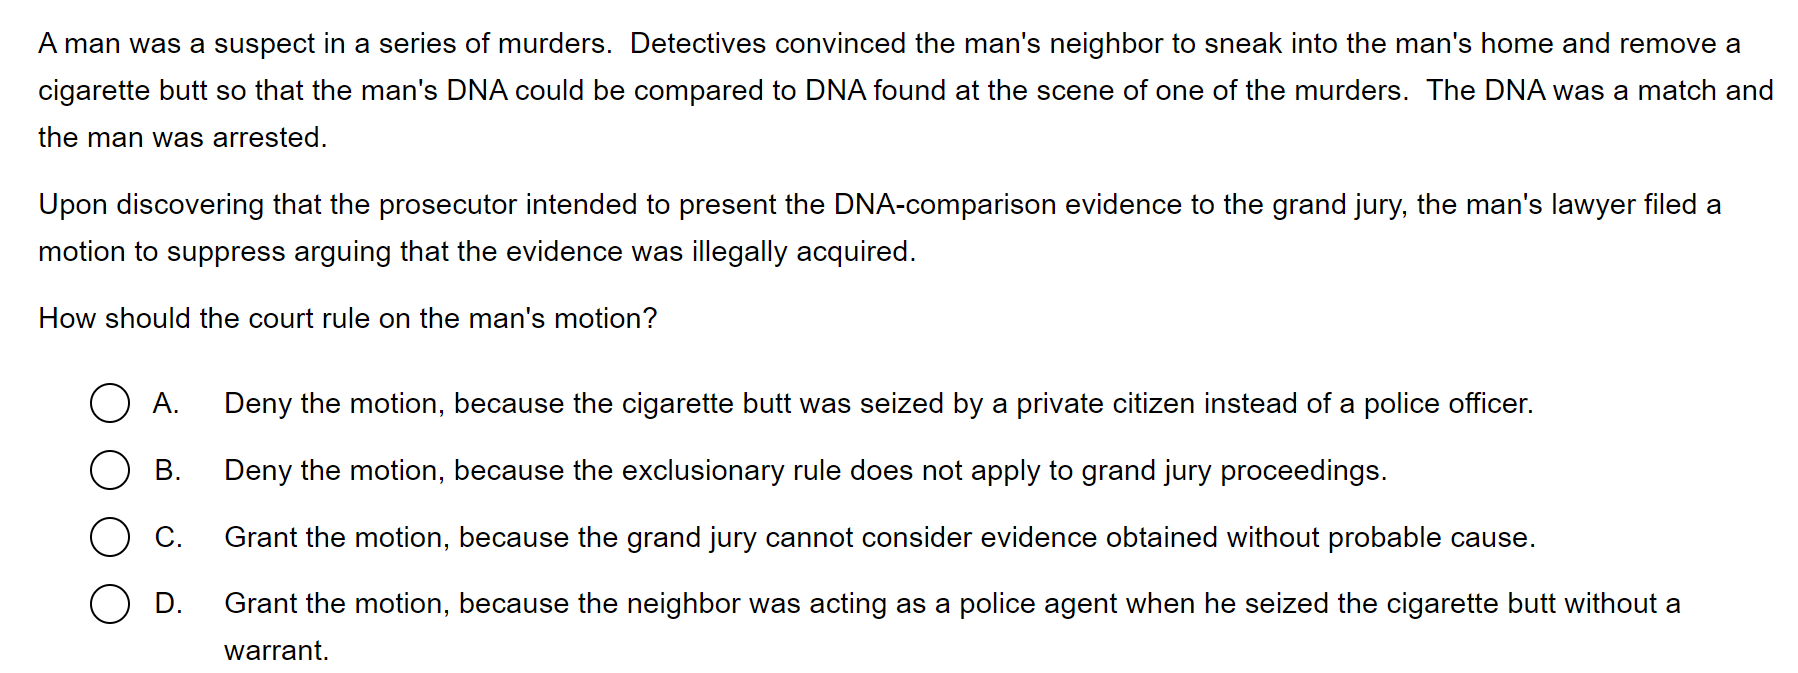 A man was a suspect in a series of murders.  Detectives convinced the man's neighbor to sneak into the man's home and remove a
cigarette butt so that the man's DNA could be compared to DNA found at the scene of one of the murders.  The DNA was a match and
the man was arrested.
Upon discovering that the prosecutor intended to present the DNA-comparison evidence to the grand jury, the man's lawyer filed a
motion to suppress arguing that the evidence was illegally acquired.
How should the court rule on the man's motion?
A. Deny the motion, because the cigarette butt was seized by a private citizen instead of a police officer.
B. Deny the motion, because the exclusionary rule does not apply to grand jury proceedings.
C. Grant the motion, because the grand jury cannot consider evidence obtained without probable cause.
D. Grant the motion, because the neighbor was acting as a police agent when he seized the cigarette butt without a
warrant.